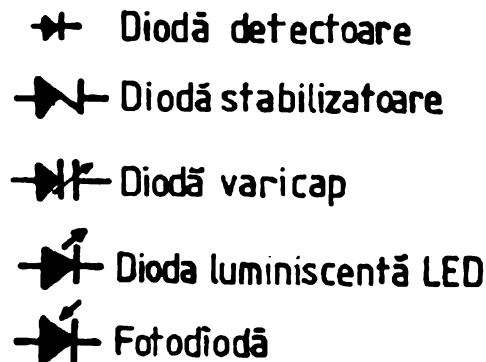 Diodă detectoare
Diodă stabilizatoare
Diodă varicap
Dioda luminiscentă LED
Fotodiodă